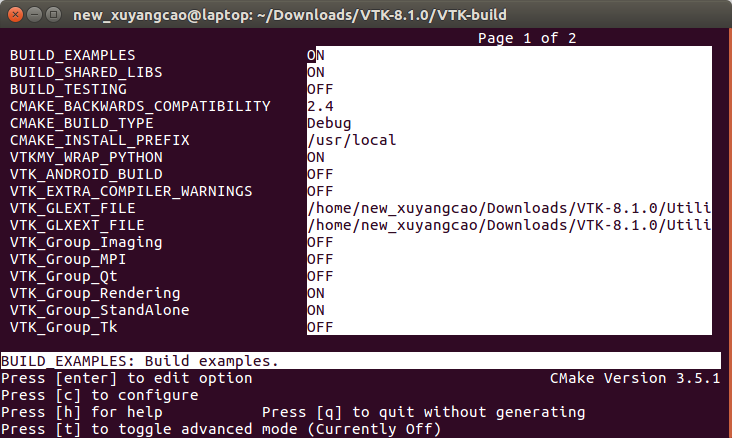 new_xuyangcao@laptop: ~/Downloads/VTK-8.1.0/VTK-build
Page 1 of 2
BUILD_EXAMPLES ON
BUILD_SHARED_LIBS ON
BUILD_TESTING OFF
CMAKE_BACKWARDS_COMPATIBILITY 2.4
CMAKE_BUILD_TYPE Debug
CMAKE_INSTALL_PREFIX /usr/local
VTKMY_WRAP_PYTHON ON
VTK_ANDROID_BUILD OFF
VTK_EXTRA_COMPILER_WARNINGS OFF
VTK_GLEXT_FILE /home/new_xuyangcao/Downloads/VTK-8.1.0/Utili
VTK_GLXEXT_FILE /home/new_xuyangcao/Downloads/VTK-8.1.0/Utili
VTK_Group_Imaging OFF
VTK_Group_MPI OFF
VTK_Group_Qt OFF
VTK_Group_Rendering ON
VTK_Group_StandAlone ON
VTK_Group_Tk OFF
BUILD_EXAMPLES: Build examples.
Press [enter] to edit option CMake Version 3.5.1
Press [c] to configure
Press [h] for help Press [q] to quit without generating
Press [t] to toggle advanced mode (Currently Off)